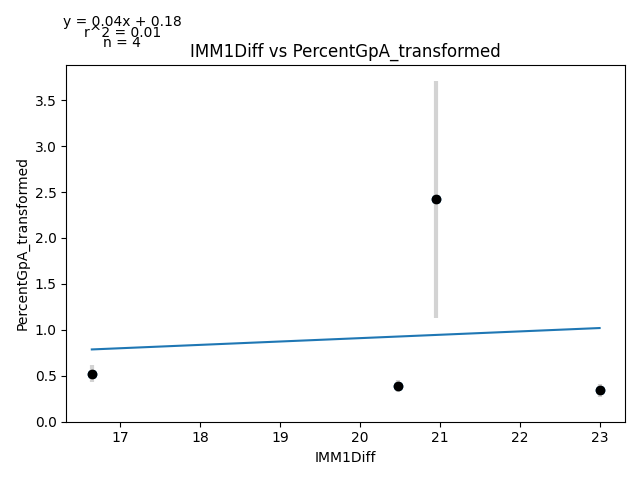 y = 0.04x + 0.18
r^2 = 0.01
n = 4
IMM1Diff vs PercentGpA_transformed
PercentGpA_transformed
3.5
3.0
2.5
2.0
1.5
1.0
0.5
0.0
17 18 19 20 21 22 23
IMM1Diff